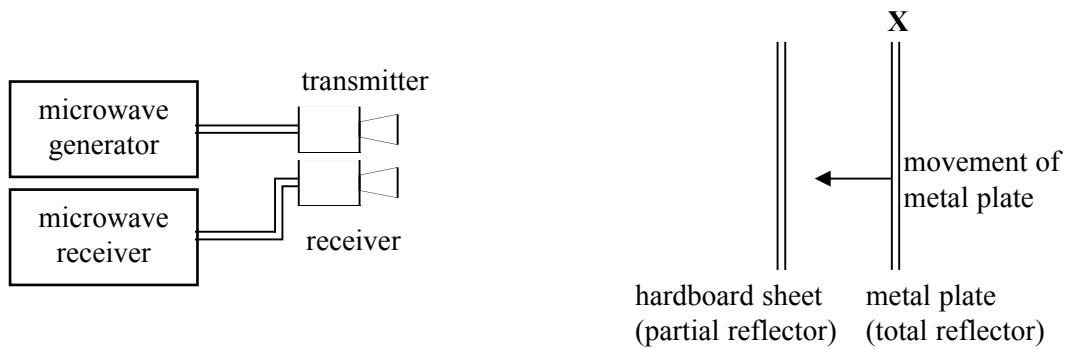 X
transmitter
microwave
generator
movement of
metal plate
microwave
receiver
receiver
hardboard sheet
(partial reflector)
metal plate
(total reflector)